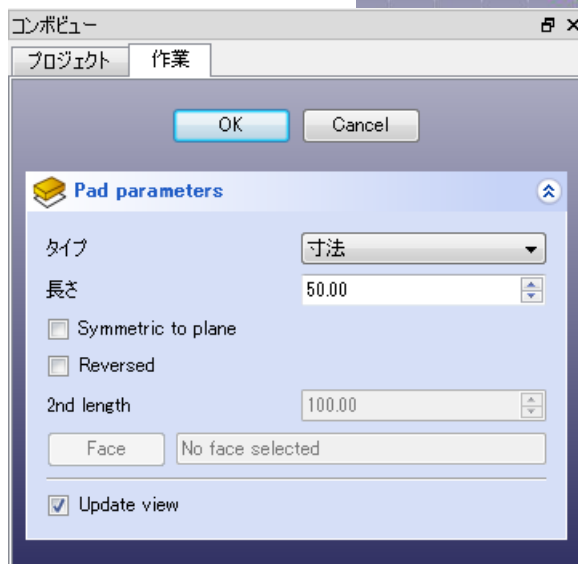 コンボビュー
プロジェクト 作業
OK Cancel
Pad parameters
タイプ 寸法
長さ 50.00
Symmetric to plane
Reversed
2nd length 100.00
Face No face selected
Update view